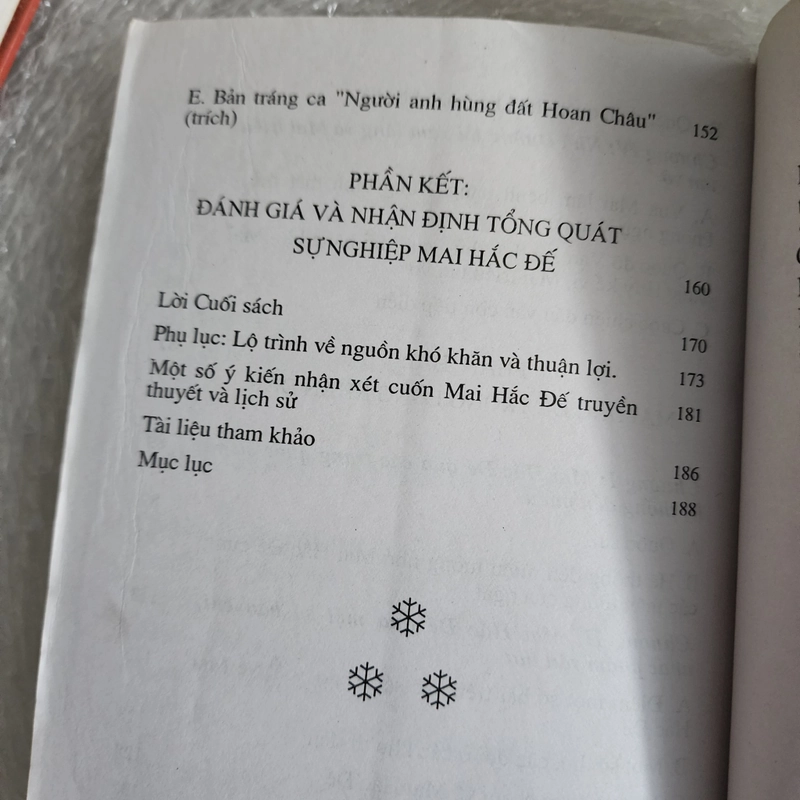 E. Bản tráng ca "Người anh hùng đất Hoan Châu"
(trích) 152
PHẦN KẾT:
ĐÁNH GIÁ VÀ NHẬN ĐỊNH TỔNG QUÁT
SỰ NGHIỆP MAI HẮC ĐẾ
160
Lời Cuối sách
170
Phụ lục: Lộ trình về nguồn khó khăn và thuận lợi.
173
Một số ý kiến nhận xét cuốn Mai Hắc Đế truyền
thuyết và lịch sử 181
Tài liệu tham khảo
186
Mục lục
188